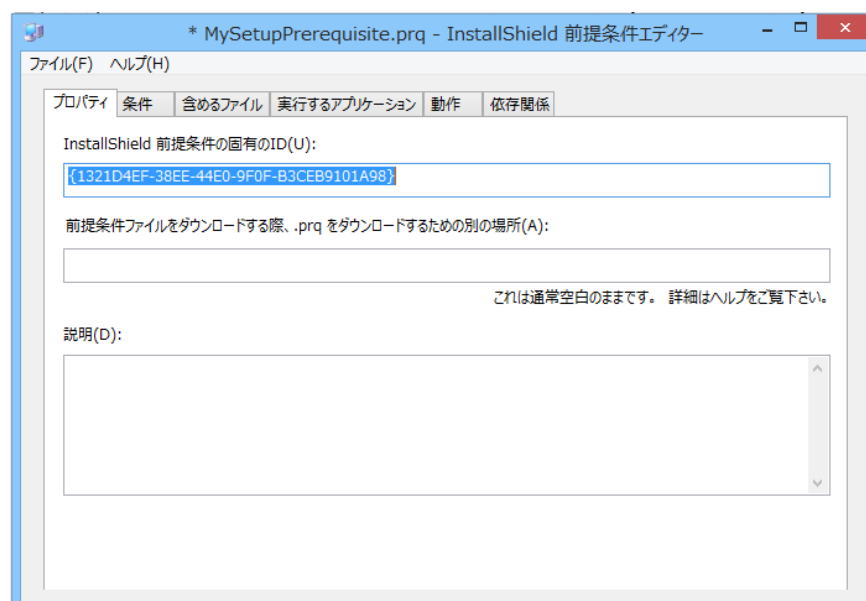 * MySetupPrerequisite.prq - InstallShield 前提条件エディター
ファイル(F) ヘルプ(H)
プロパティ 条件 含めるファイル 実行するアプリケーション 動作 依存関係
InstallShield 前提条件の固有のID(U):
{1321D4EF-38EE-44E0-9F0F-B3CEB9101A98}
前提条件ファイルをダウンロードする際、.prq をダウンロードするための別の場所(A):
これは通常空白のままです。 詳細はヘルプをご覧下さい。
説明(D):